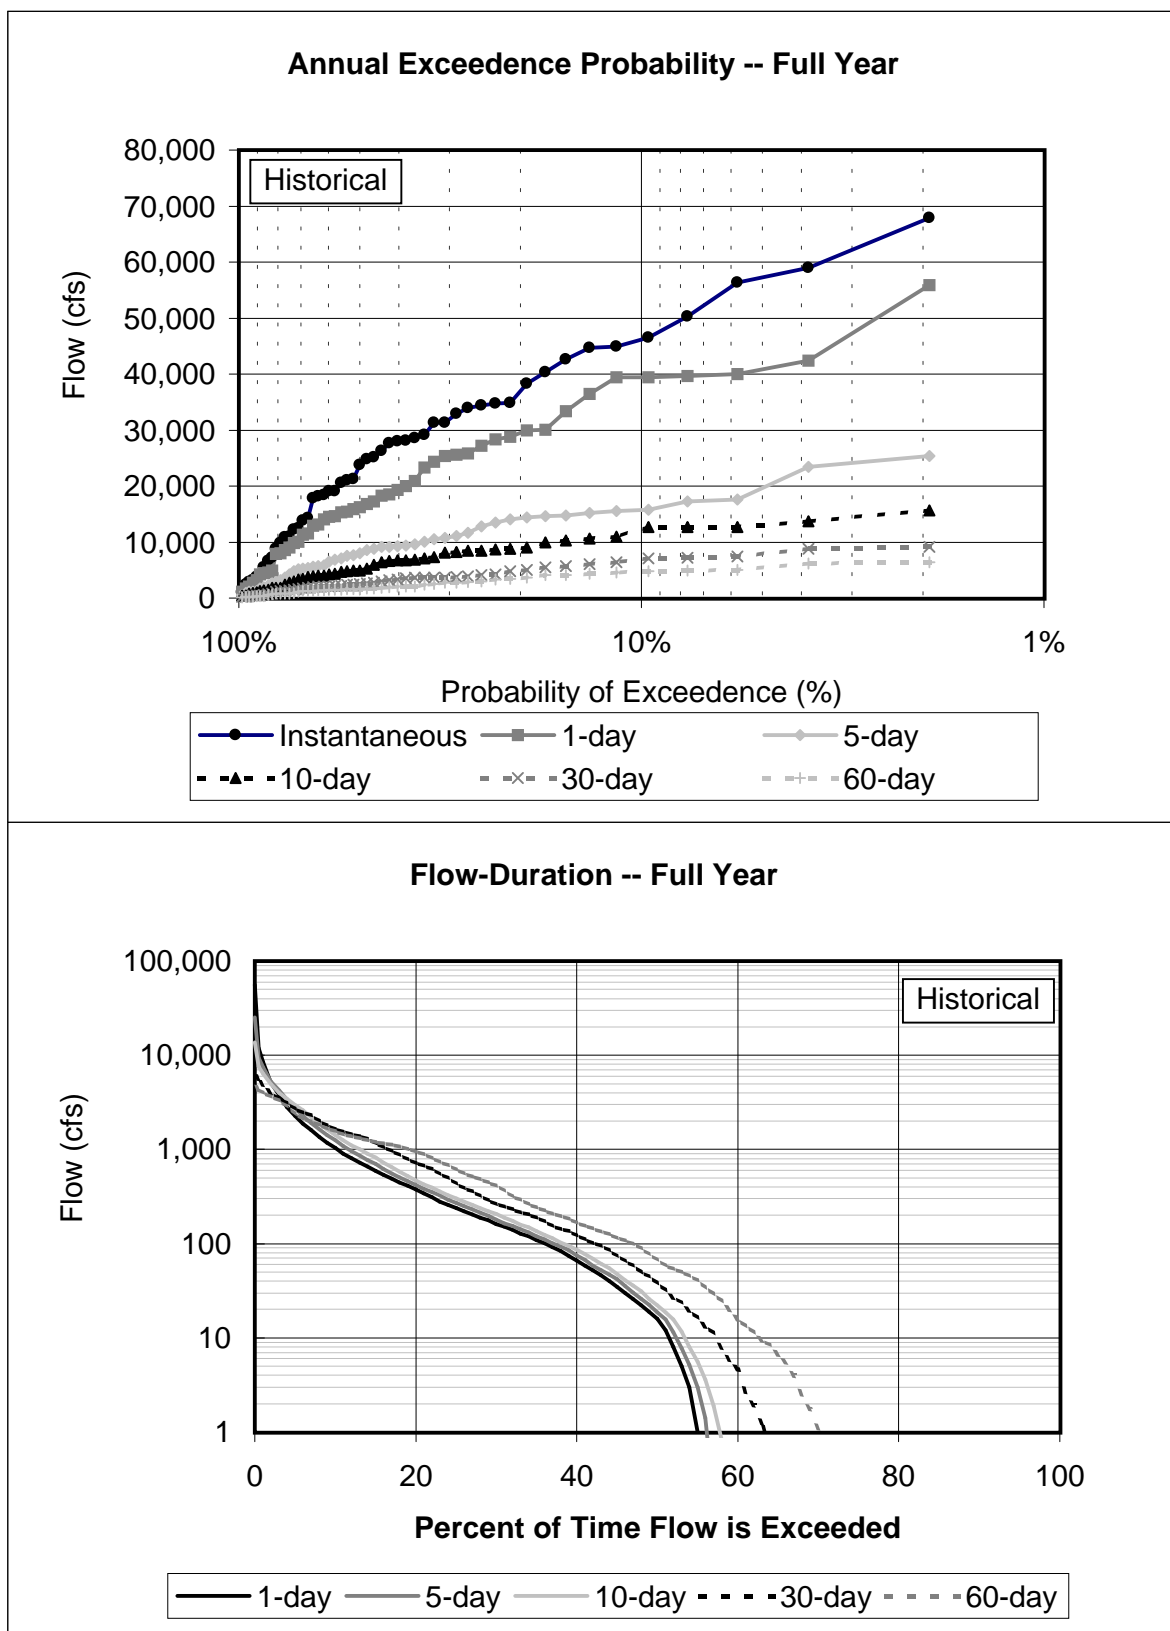 Annual Exceedence Probability -- Full Year
80,000
70,000
60,000
50,000
40,000
30,000
20,000
10,000
0
Flow (cfs)
Historical
100%
10%
1%
Probability of Exceedence (%)
Instantaneous
1-day
5-day
10-day
30-day
60-day
Flow-Duration -- Full Year
100,000
10,000
1,000
100
10
1
Flow (cfs)
Historical
0
20
40
60
80
100
Percent of Time Flow is Exceeded
1-day
5-day
10-day
30-day
60-day